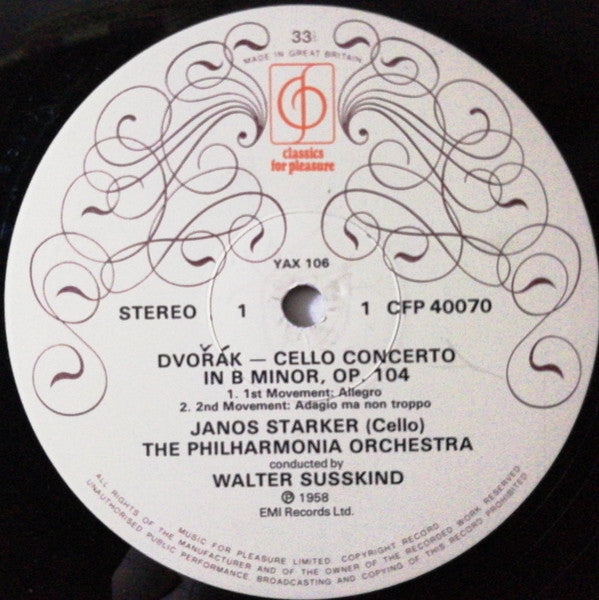 33⅓
MADE IN GREAT BRITAIN
classics
for pleasure
YAX 106
STEREO 1 1 CFP 40070
DVOŘÁK — CELLO CONCERTO
IN B MINOR, OP. 104
1. 1st Movement: Allegro
2. 2nd Movement: Adagio ma non troppo
JANOS STARKER (Cello)
THE PHILHARMONIA ORCHESTRA
conducted by
WALTER SUSSKIND
℗ 1958
EMI Records Ltd.
MUSIC FOR PLEASURE LIMITED. COPYRIGHT RECORD
ALL RIGHTS OF THE MANUFACTURER AND OF THE OWNER OF THE RECORDED WORK RESERVED
UNAUTHORISED PUBLIC PERFORMANCE, BROADCASTING AND COPYING OF THIS RECORD PROHIBITED